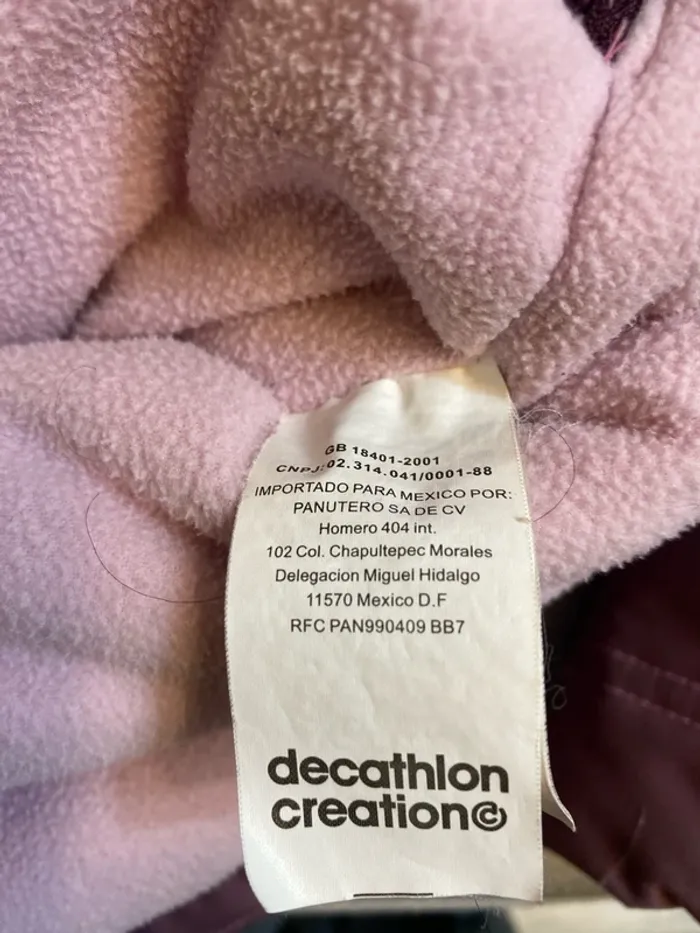 GB 18401-2001
CNPJ:02.314.041/0001-88
IMPORTADO PARA MEXICO POR:
PANUTERO SA DE CV
Homero 404 int.
102 Col. Chapultepec Morales
Delegacion Miguel Hidalgo
11570 Mexico D.F
RFC PAN990409 BB7
decathlon
creation©